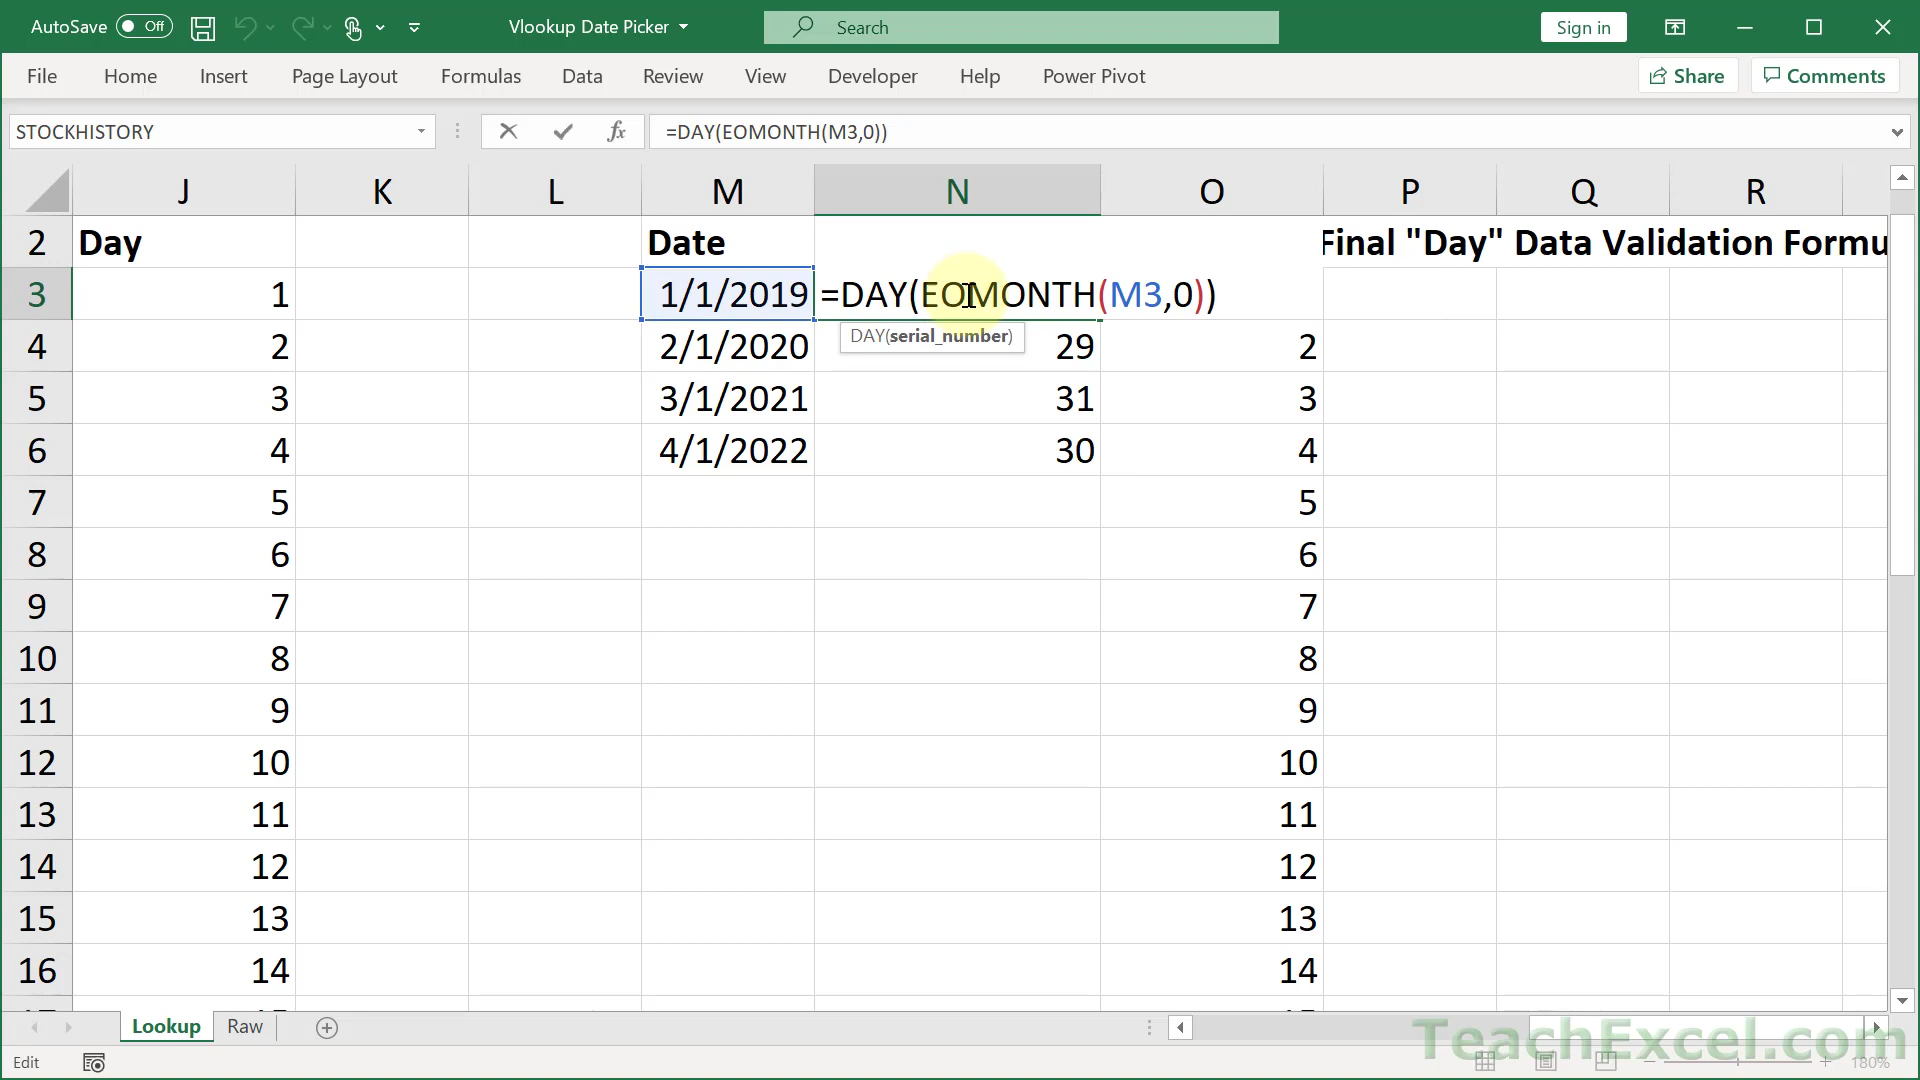 AutoSave Off Vlookup Date Picker Search Sign in
File Home Insert Page Layout Formulas Data Review View Developer Help Power Pivot Share Comments
STOCKHISTORY fx =DAY(EOMONTH(M3,0))
J K L M N O P Q R
2 Day Date Final "Day" Data Validation Formu
3 1 1/1/2019 =DAY(EOMONTH(M3,0))
DAY(serial_number)
4 2 2/1/2020 29 2
5 3 3/1/2021 31 3
6 4 4/1/2022 30 4
7 5 5
8 6 6
9 7 7
10 8 8
11 9 9
12 10 10
13 11 11
14 12 12
15 13 13
16 14 14
Lookup Raw
TeachExcel.com
Edit 180%